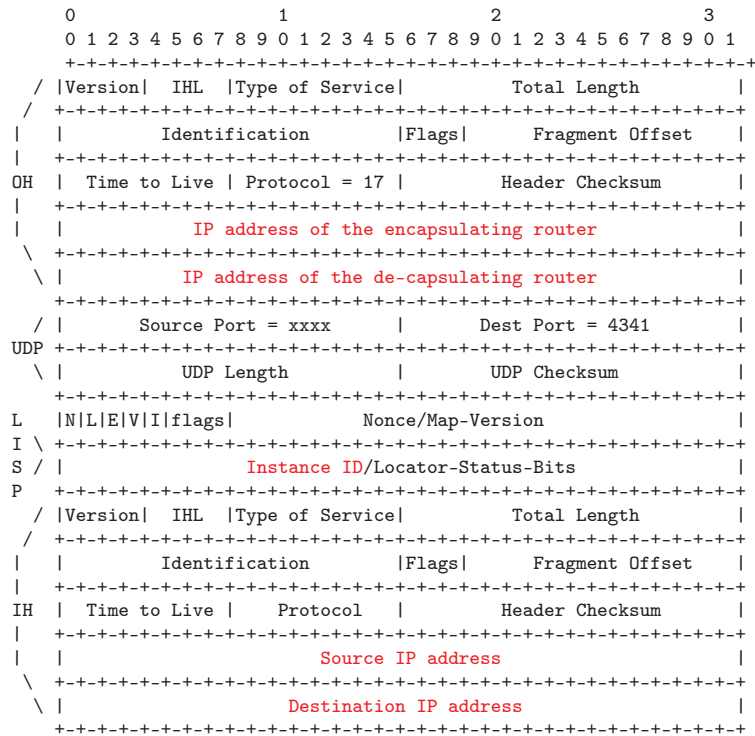 0                   1                   2                   3
       0 1 2 3 4 5 6 7 8 9 0 1 2 3 4 5 6 7 8 9 0 1 2 3 4 5 6 7 8 9 0 1
       +-+-+-+-+-+-+-+-+-+-+-+-+-+-+-+-+-+-+-+-+-+-+-+-+-+-+-+-+-+-+-+-+
    / |Version|  IHL  |Type of Service|          Total Length         |
   /  +-+-+-+-+-+-+-+-+-+-+-+-+-+-+-+-+-+-+-+-+-+-+-+-+-+-+-+-+-+-+-+-+
  |   |         Identification        |Flags|      Fragment Offset    |
  |   +-+-+-+-+-+-+-+-+-+-+-+-+-+-+-+-+-+-+-+-+-+-+-+-+-+-+-+-+-+-+-+-+
  OH  |  Time to Live | Protocol = 17 |         Header Checksum       |
  |   +-+-+-+-+-+-+-+-+-+-+-+-+-+-+-+-+-+-+-+-+-+-+-+-+-+-+-+-+-+-+-+-+
  |   |            IP address of the encapsulating router             |
   \  +-+-+-+-+-+-+-+-+-+-+-+-+-+-+-+-+-+-+-+-+-+-+-+-+-+-+-+-+-+-+-+-+
    \ |           IP address of the de-capsulating router             |
      +-+-+-+-+-+-+-+-+-+-+-+-+-+-+-+-+-+-+-+-+-+-+-+-+-+-+-+-+-+-+-+-+
    / |       Source Port = xxxx      |       Dest Port = 4341        |
  UDP +-+-+-+-+-+-+-+-+-+-+-+-+-+-+-+-+-+-+-+-+-+-+-+-+-+-+-+-+-+-+-+-+
    \ |           UDP Length          |        UDP Checksum           |
      +-+-+-+-+-+-+-+-+-+-+-+-+-+-+-+-+-+-+-+-+-+-+-+-+-+-+-+-+-+-+-+-+
  L   |N|L|E|V|I|flags|            Nonce/Map-Version                  |
  I \ +-+-+-+-+-+-+-+-+-+-+-+-+-+-+-+-+-+-+-+-+-+-+-+-+-+-+-+-+-+-+-+-+
  S / |                 Instance ID/Locator-Status-Bits               |
  P   +-+-+-+-+-+-+-+-+-+-+-+-+-+-+-+-+-+-+-+-+-+-+-+-+-+-+-+-+-+-+-+-+
    / |Version|  IHL  |Type of Service|          Total Length         |
   /  +-+-+-+-+-+-+-+-+-+-+-+-+-+-+-+-+-+-+-+-+-+-+-+-+-+-+-+-+-+-+-+-+
  |   |         Identification        |Flags|      Fragment Offset    |
  |   +-+-+-+-+-+-+-+-+-+-+-+-+-+-+-+-+-+-+-+-+-+-+-+-+-+-+-+-+-+-+-+-+
  IH  |  Time to Live |    Protocol   |         Header Checksum       |
  |   +-+-+-+-+-+-+-+-+-+-+-+-+-+-+-+-+-+-+-+-+-+-+-+-+-+-+-+-+-+-+-+-+
  |   |                        Source IP address                      |
   \  +-+-+-+-+-+-+-+-+-+-+-+-+-+-+-+-+-+-+-+-+-+-+-+-+-+-+-+-+-+-+-+-+
    \ |                     Destination IP address                    |
      +-+-+-+-+-+-+-+-+-+-+-+-+-+-+-+-+-+-+-+-+-+-+-+-+-+-+-+-+-+-+-+-+